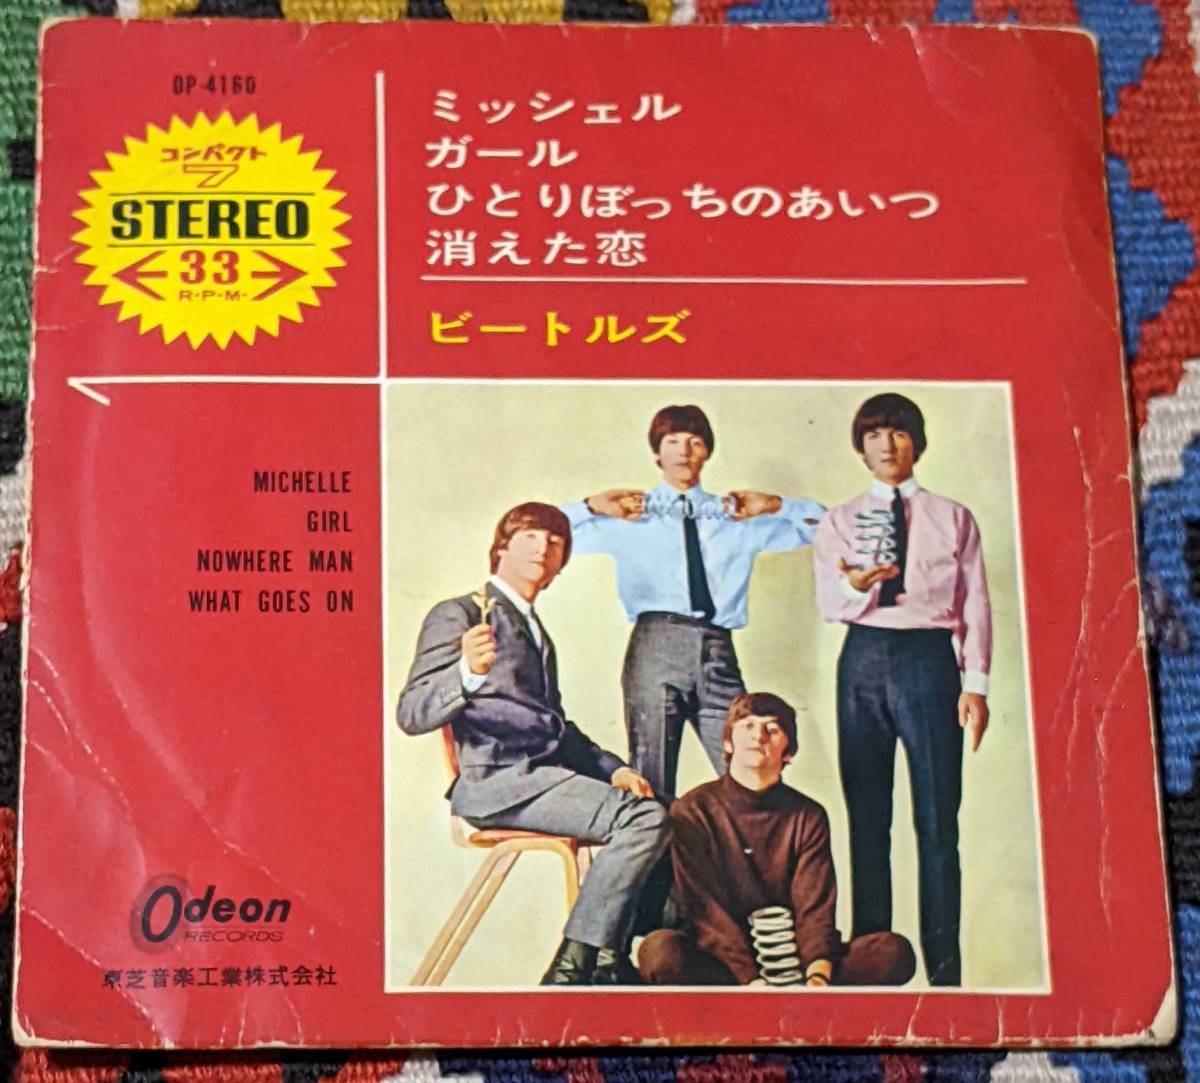 OP-4160
コンパクト
7
STEREO
33
R・P・M・
ミッシェル
ガール
ひとりぼっちのあいつ
消えた恋
ビートルズ
MICHELLE
GIRL
NOWHERE MAN
WHAT GOES ON
Odeon
RECORDS
東芝音楽工業株式会社